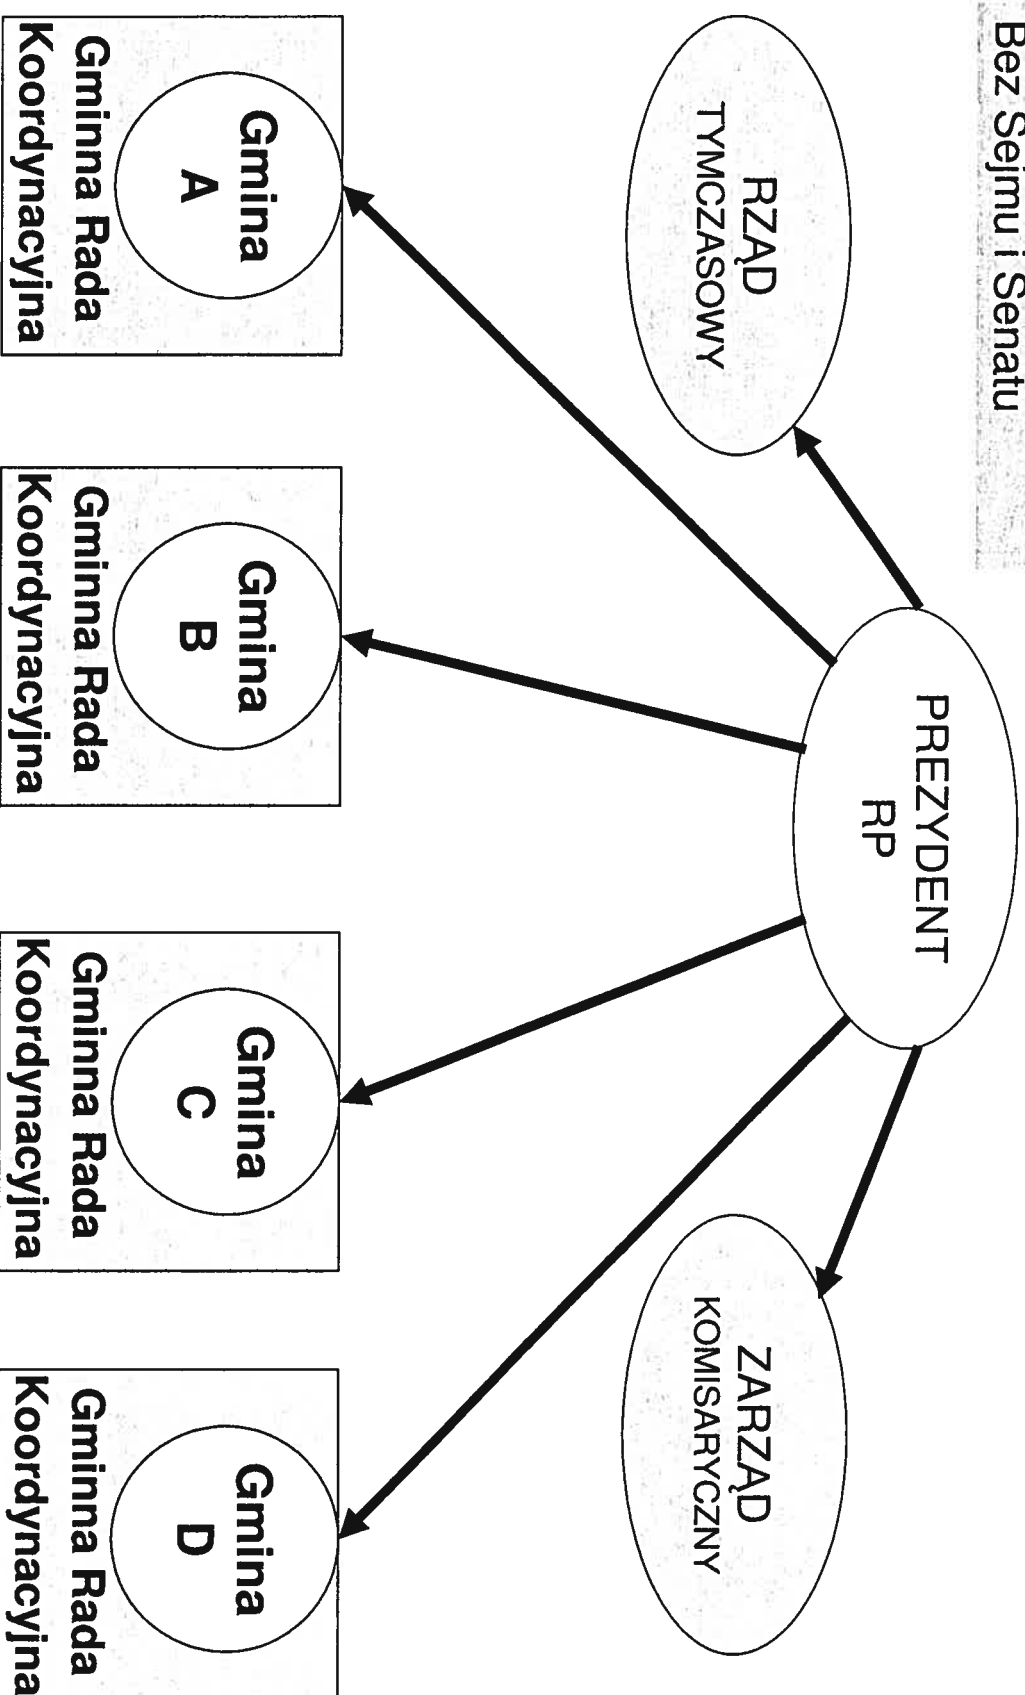 Bez Sejmu i Senatu
PREZYDENT
RP
RZĄD
TYMCZASOWY
ZARZĄD
KOMISARYCZNY
Gmina
A
Gminna Rada
Koordynacyjna
Gmina
B
Gminna Rada
Koordynacyjna
Gmina
C
Gminna Rada
Koordynacyjna
Gmina
D
Gminna Rada
Koordynacyjna